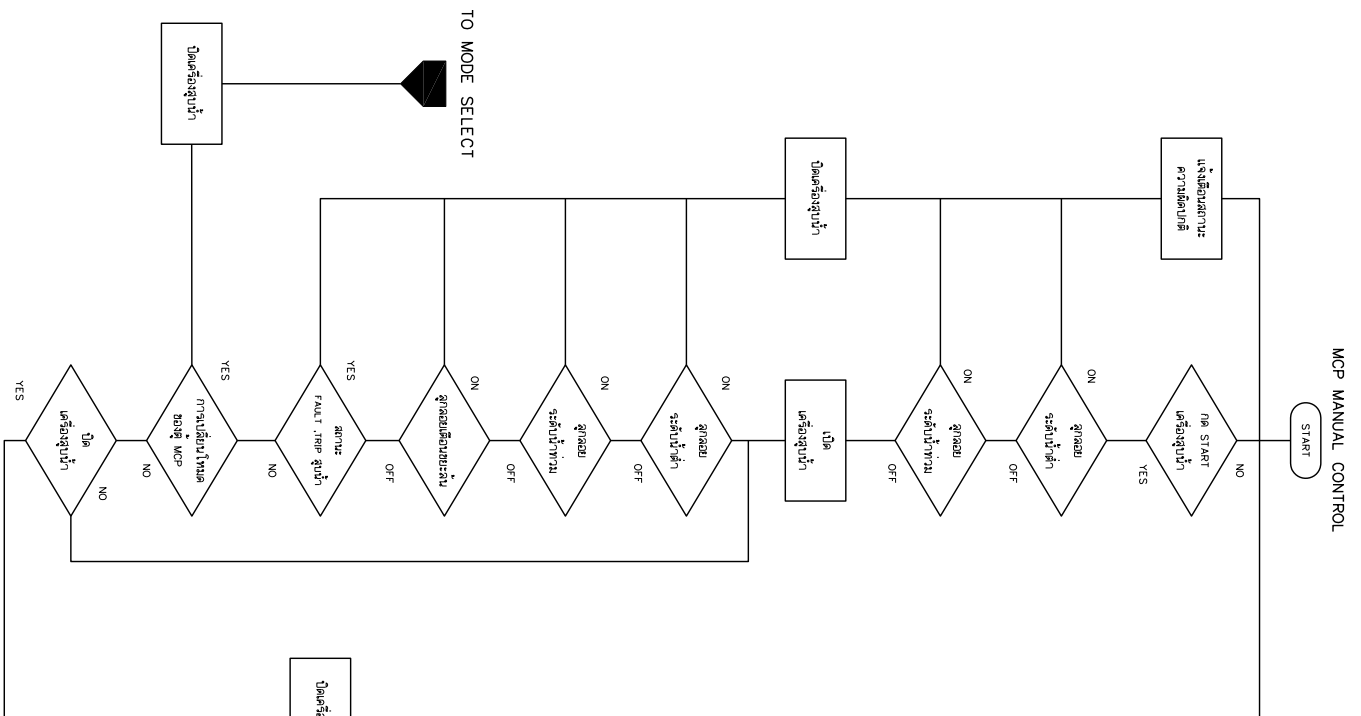 MCP MANUAL CONTROL
START
กด START
เครื่องสูบน้ำ
NO
YES
แจ้งเตือนสถานะ
ความผิดปกติ
ลูกลอย
ระดับน้ำต่ำ
ON
OFF
ลูกลอย
ระดับน้ำท่วม
ON
OFF
เปิด
เครื่องสูบน้ำ
ปิดเครื่องสูบน้ำ
ลูกลอย
ระดับน้ำต่ำ
ON
OFF
ลูกลอย
ระดับน้ำท่วม
ON
OFF
ลูกลอยเตือนขยะล้น
ON
OFF
สถานะ
FAULT ,TRIP สูบน้ำ
YES
NO
การเปลี่ยนโหมด
ของตู้ MCP
YES
NO
ปิด
เครื่องสูบน้ำ
NO
YES
TO MODE SELECT
ปิดเครื่องสูบน้ำ